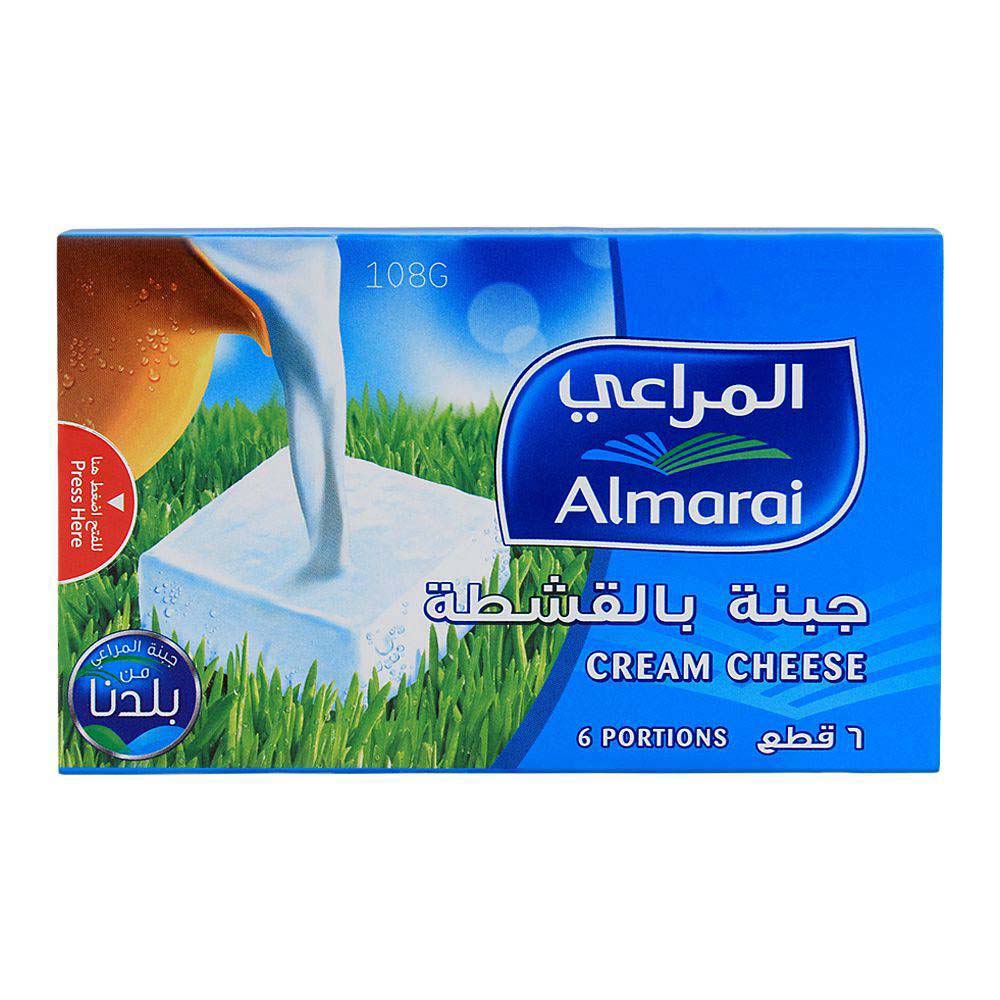 108G
المراعي
Almarai
للفتح اضغط هنا
Press Here
جبنة بالقشطة
CREAM CHEESE
جبنة المراعي
من
بلدنا
6 PORTIONS
٦ قطع